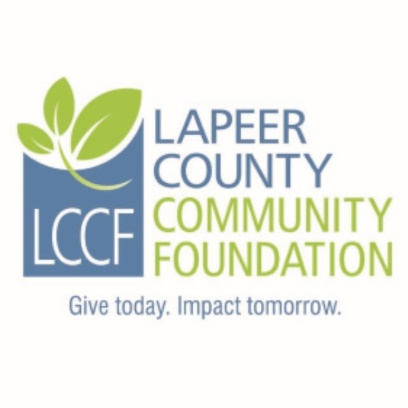 LAPEER
COUNTY
LCCF
COMMUNITY
FOUNDATION
Give today. Impact tomorrow.